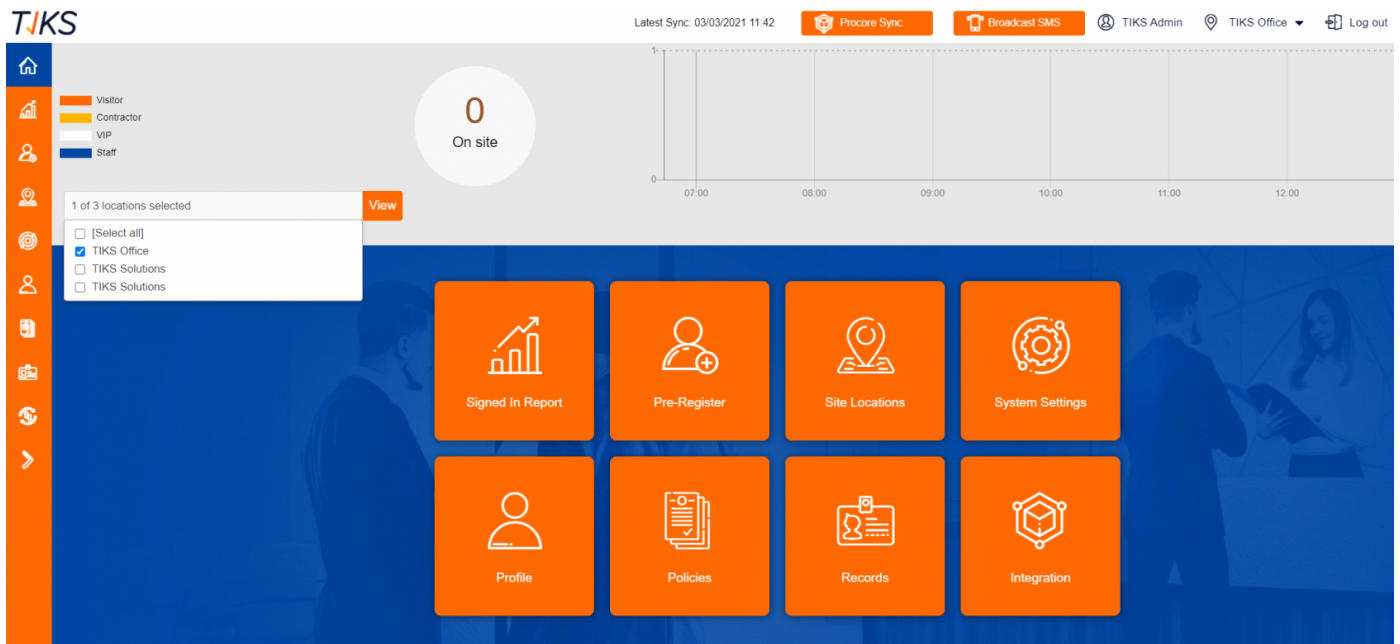 TIKS
Latest Sync: 03/03/2021 11:42
Procore Sync
Broadcast SMS
TIKS Admin
TIKS Office
Log out
Visitor
Contractor
VIP
Staff
0
On site
1
0
07:00 08:00 09:00 10:00 11:00 12:00
1 of 3 locations selected
View
[Select all]
TIKS Office
TIKS Solutions
TIKS Solutions
Signed In Report
Pre-Register
Site Locations
System Settings
Profile
Policies
Records
Integration